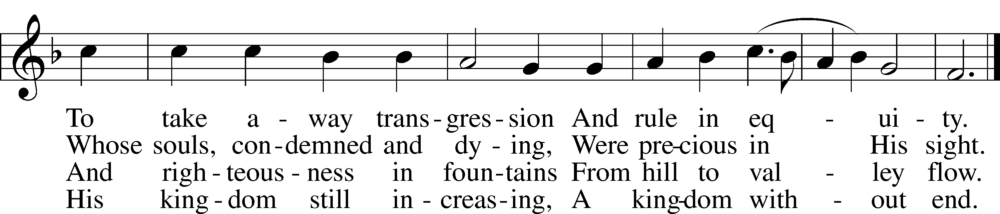 To take a - way trans - gres - sion And rule in eq - ui - ty.
Whose souls, con - demned and dy - ing, Were pre - cious in His sight.
And righ - teous - ness in foun - tains From hill to val - ley flow.
His king - dom still in - creas - ing, A king - dom with - out end.